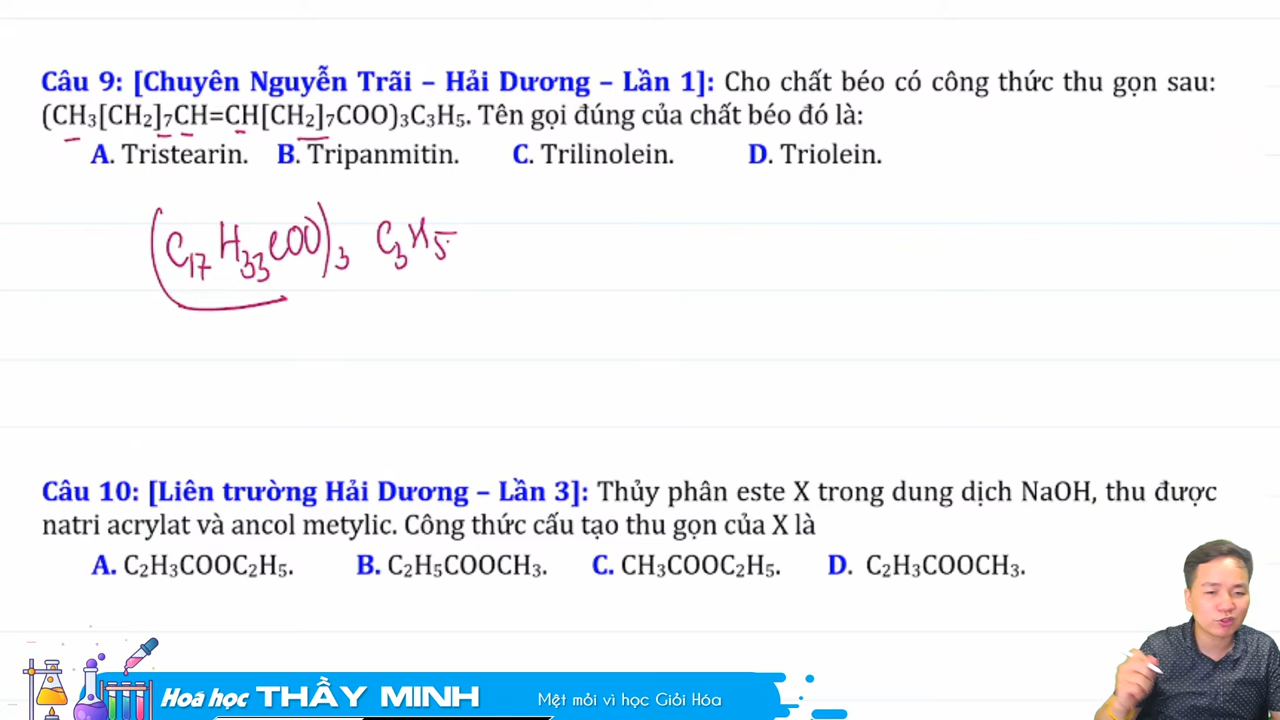 Câu 9: [Chuyên Nguyễn Trãi – Hải Dương – Lần 1]: Cho chất béo có công thức thu gọn sau:
(CH₃[CH₂]₇CH=CH[CH₂]₇COO)₃C₃H₅. Tên gọi đúng của chất béo đó là:
A. Tristearin. B. Tripanmitin. C. Trilinolein. D. Triolein.
(C₁₇H₃₃COO)₃ C₃H₅
Câu 10: [Liên trường Hải Dương – Lần 3]: Thủy phân este X trong dung dịch NaOH, thu được
natri acrylat và ancol metylic. Công thức cấu tạo thu gọn của X là
A. C₂H₃COOC₂H₅. B. C₂H₅COOCH₃. C. CH₃COOC₂H₅. D. C₂H₃COOCH₃.
Hoá học THẦY MINH Mệt mỏi vì học Giỏi Hóa